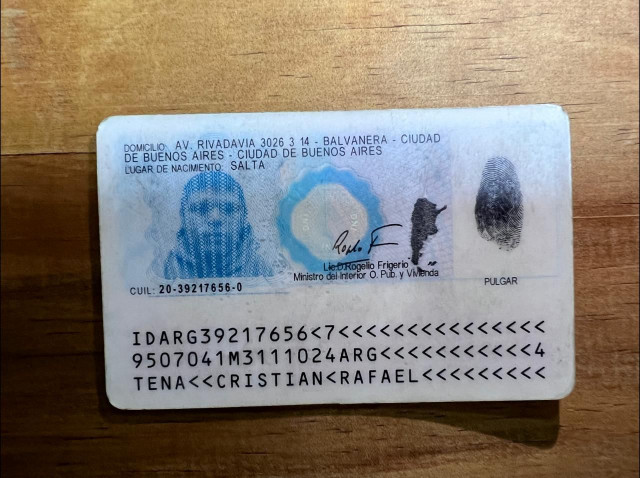 DOMICILIO: AV. RIVADAVIA 3026 3 14 - BALVANERA - CIUDAD
DE BUENOS AIRES - CIUDAD DE BUENOS AIRES
LUGAR DE NACIMIENTO: SALTA
Lic.D.Rogelio Frigerio
Ministro del Interior O. Pub. y Vivienda
PULGAR
CUIL: 20-39217656-0
IDARG39217656<7<<<<<<<<<<<<<<<
9507041M3111024ARG<<<<<<<<<<<4
TENA<<CRISTIAN<RAFAEL<<<<<<<<<